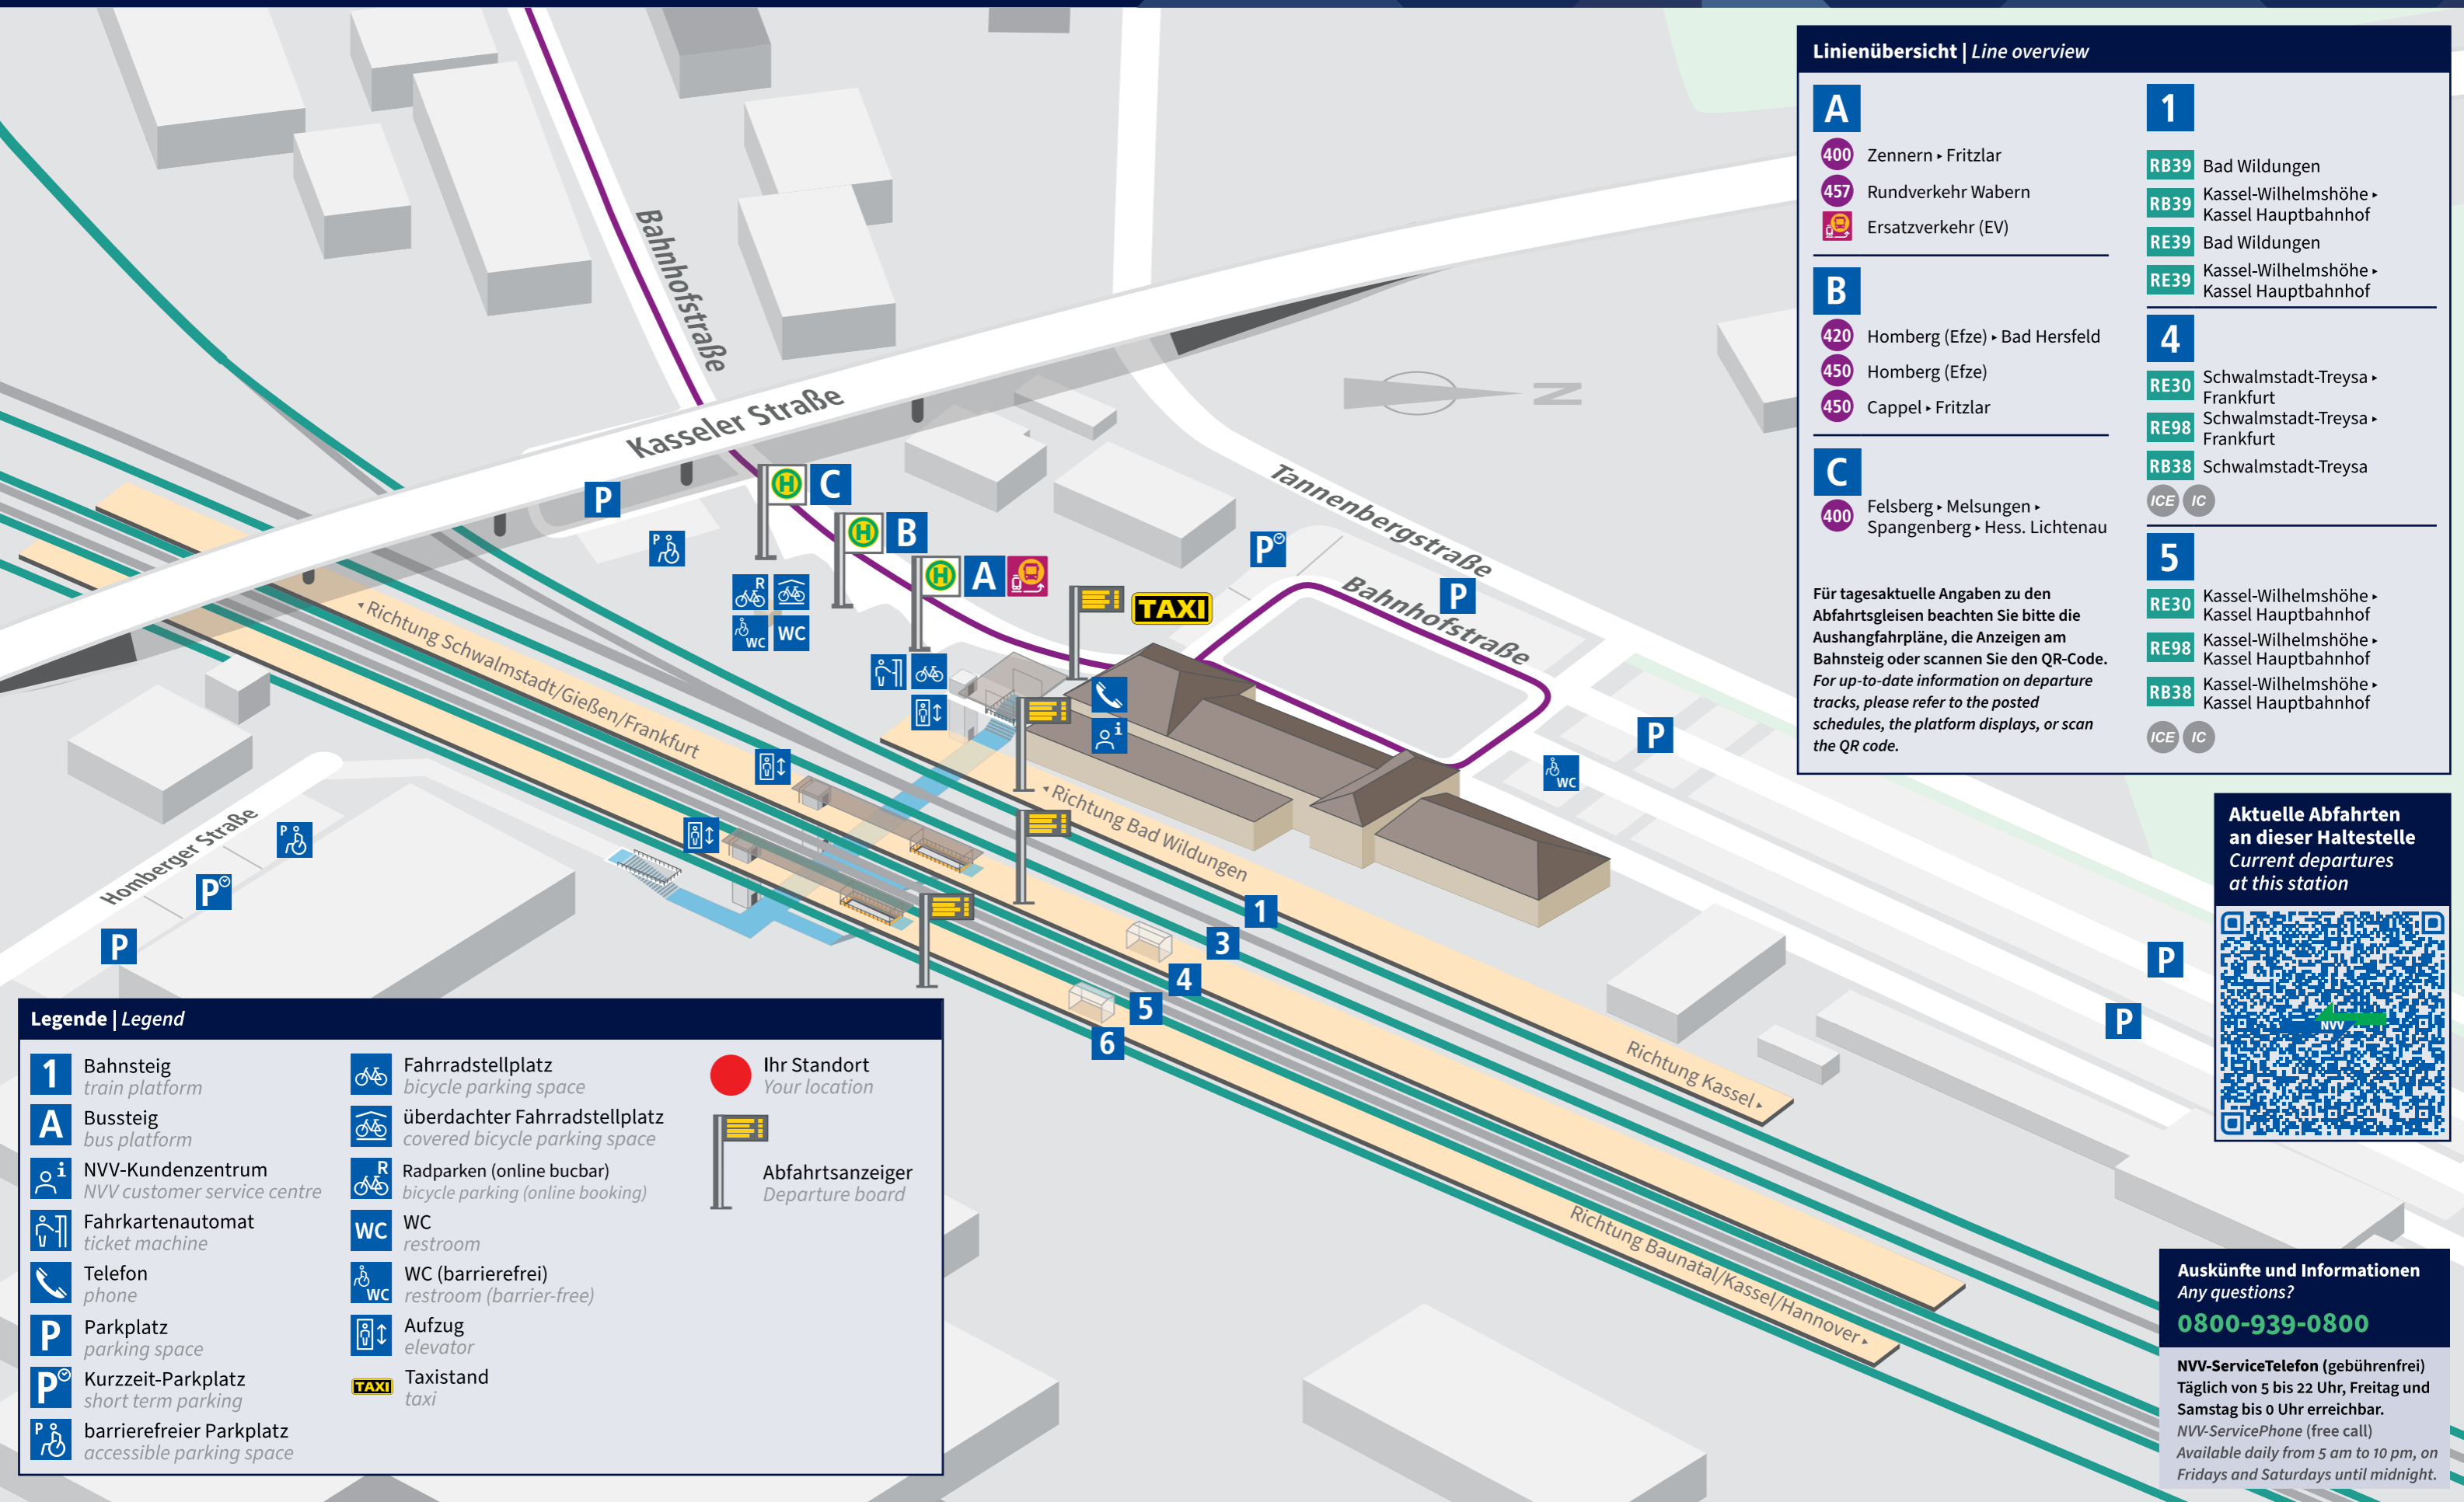 Bahnhofstraße
Kasseler Straße
Tannenbergstraße
Bahnhofstraße
Homberger Straße
N
P
P
C
B
A
R
WC
WC
TAXI
P
P
P
WC
P
P
P
P
P
i
◂ Richtung Schwalmstadt/Gießen/Frankfurt
◂ Richtung Bad Wildungen
Richtung Kassel ▸
Richtung Baunatal/Kassel/Hannover ▸
1
3
4
5
6
H
H
H
Linienübersicht | Line overview
A
400 Zennern ▸ Fritzlar
457 Rundverkehr Wabern
Ersatzverkehr (EV)
B
420 Homberg (Efze) ▸ Bad Hersfeld
450 Homberg (Efze)
450 Cappel ▸ Fritzlar
C
400 Felsberg ▸ Melsungen ▸
Spangenberg ▸ Hess. Lichtenau
Für tagesaktuelle Angaben zu den
Abfahrtsgleisen beachten Sie bitte die
Aushangfahrpläne, die Anzeigen am
Bahnsteig oder scannen Sie den QR-Code.
For up-to-date information on departure
tracks, please refer to the posted
schedules, the platform displays, or scan
the QR code.
1
RB39 Bad Wildungen
RB39 Kassel-Wilhelmshöhe ▸
Kassel Hauptbahnhof
RE39 Bad Wildungen
RE39 Kassel-Wilhelmshöhe ▸
Kassel Hauptbahnhof
4
RE30 Schwalmstadt-Treysa ▸
Frankfurt
RE98 Schwalmstadt-Treysa ▸
Frankfurt
RB38 Schwalmstadt-Treysa
ICE IC
5
RE30 Kassel-Wilhelmshöhe ▸
Kassel Hauptbahnhof
RE98 Kassel-Wilhelmshöhe ▸
Kassel Hauptbahnhof
RB38 Kassel-Wilhelmshöhe ▸
Kassel Hauptbahnhof
ICE IC
Aktuelle Abfahrten
an dieser Haltestelle
Current departures
at this station
NVV
Auskünfte und Informationen
Any questions?
0800-939-0800
NVV-ServiceTelefon (gebührenfrei)
Täglich von 5 bis 22 Uhr, Freitag und
Samstag bis 0 Uhr erreichbar.
NVV-ServicePhone (free call)
Available daily from 5 am to 10 pm, on
Fridays and Saturdays until midnight.
Legende | Legend
1 Bahnsteig
train platform
A Bussteig
bus platform
i NVV-Kundenzentrum
NVV customer service centre
Fahrkartenautomat
ticket machine
Telefon
phone
P Parkplatz
parking space
P Kurzzeit-Parkplatz
short term parking
P barrierefreier Parkplatz
accessible parking space
Fahrradstellplatz
bicycle parking space
überdachter Fahrradstellplatz
covered bicycle parking space
R Radparken (online bucbar)
bicycle parking (online booking)
WC WC
restroom
WC WC (barrierefrei)
restroom (barrier-free)
Aufzug
elevator
TAXI Taxistand
taxi
Ihr Standort
Your location
Abfahrtsanzeiger
Departure board